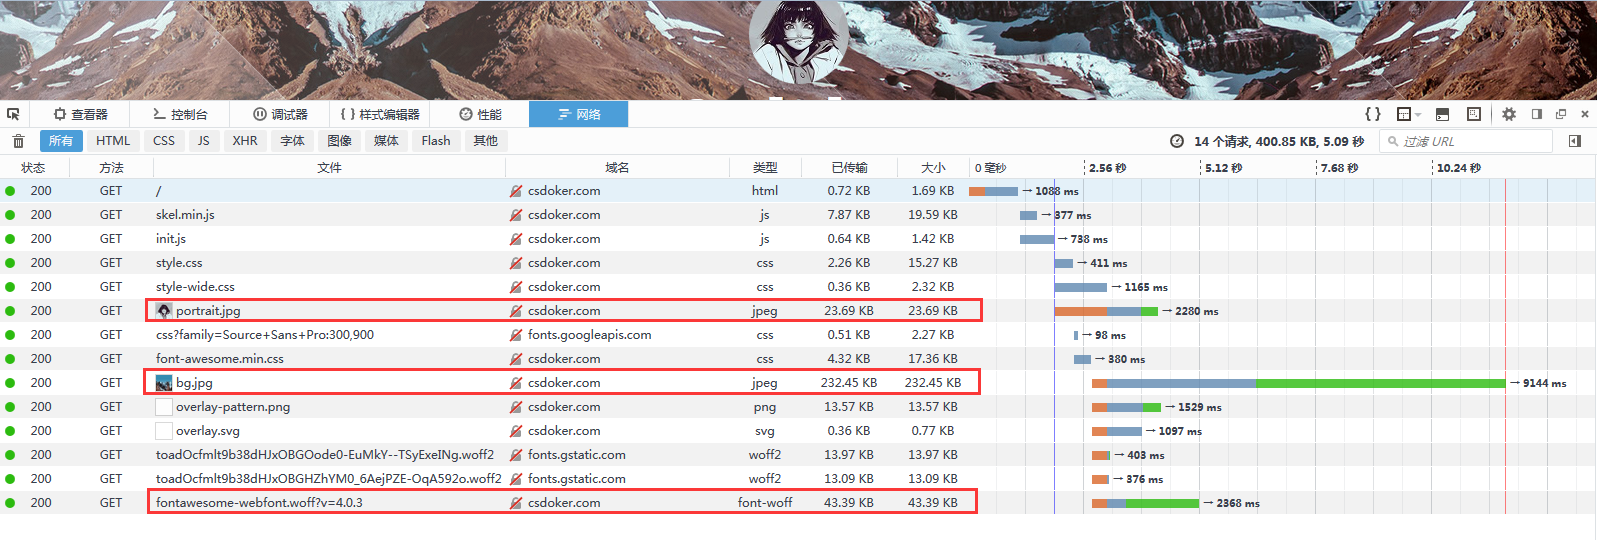 查看器 控制台 调试器 { } 样式编辑器 性能 网络 { }
所有 HTML CSS JS XHR 字体 图像 媒体 Flash 其他 14 个请求, 400.85 KB, 5.09 秒 过滤 URL
状态 方法 文件 域名 类型 已传输 大小 0 毫秒 2.56 秒 5.12 秒 7.68 秒 10.24 秒
200 GET / csdoker.com html 0.72 KB 1.69 KB → 1088 ms
200 GET skel.min.js csdoker.com js 7.87 KB 19.59 KB → 377 ms
200 GET init.js csdoker.com js 0.64 KB 1.42 KB → 738 ms
200 GET style.css csdoker.com css 2.26 KB 15.27 KB → 411 ms
200 GET style-wide.css csdoker.com css 0.36 KB 2.32 KB → 1165 ms
200 GET portrait.jpg csdoker.com jpeg 23.69 KB 23.69 KB → 2280 ms
200 GET css?family=Source+Sans+Pro:300,900 fonts.googleapis.com css 0.51 KB 2.27 KB → 98 ms
200 GET font-awesome.min.css csdoker.com css 4.32 KB 17.36 KB → 380 ms
200 GET bg.jpg csdoker.com jpeg 232.45 KB 232.45 KB → 9144 ms
200 GET overlay-pattern.png csdoker.com png 13.57 KB 13.57 KB → 1529 ms
200 GET overlay.svg csdoker.com svg 0.36 KB 0.77 KB → 1097 ms
200 GET toadOcfmlt9b38dHJxOBGOode0-EuMkY--TSyExeINg.woff2 fonts.gstatic.com woff2 13.97 KB 13.97 KB → 403 ms
200 GET toadOcfmlt9b38dHJxOBGHZhYM0_6AejPZE-OqA592o.woff2 fonts.gstatic.com woff2 13.09 KB 13.09 KB → 376 ms
200 GET fontawesome-webfont.woff?v=4.0.3 csdoker.com font-woff 43.39 KB 43.39 KB → 2368 ms